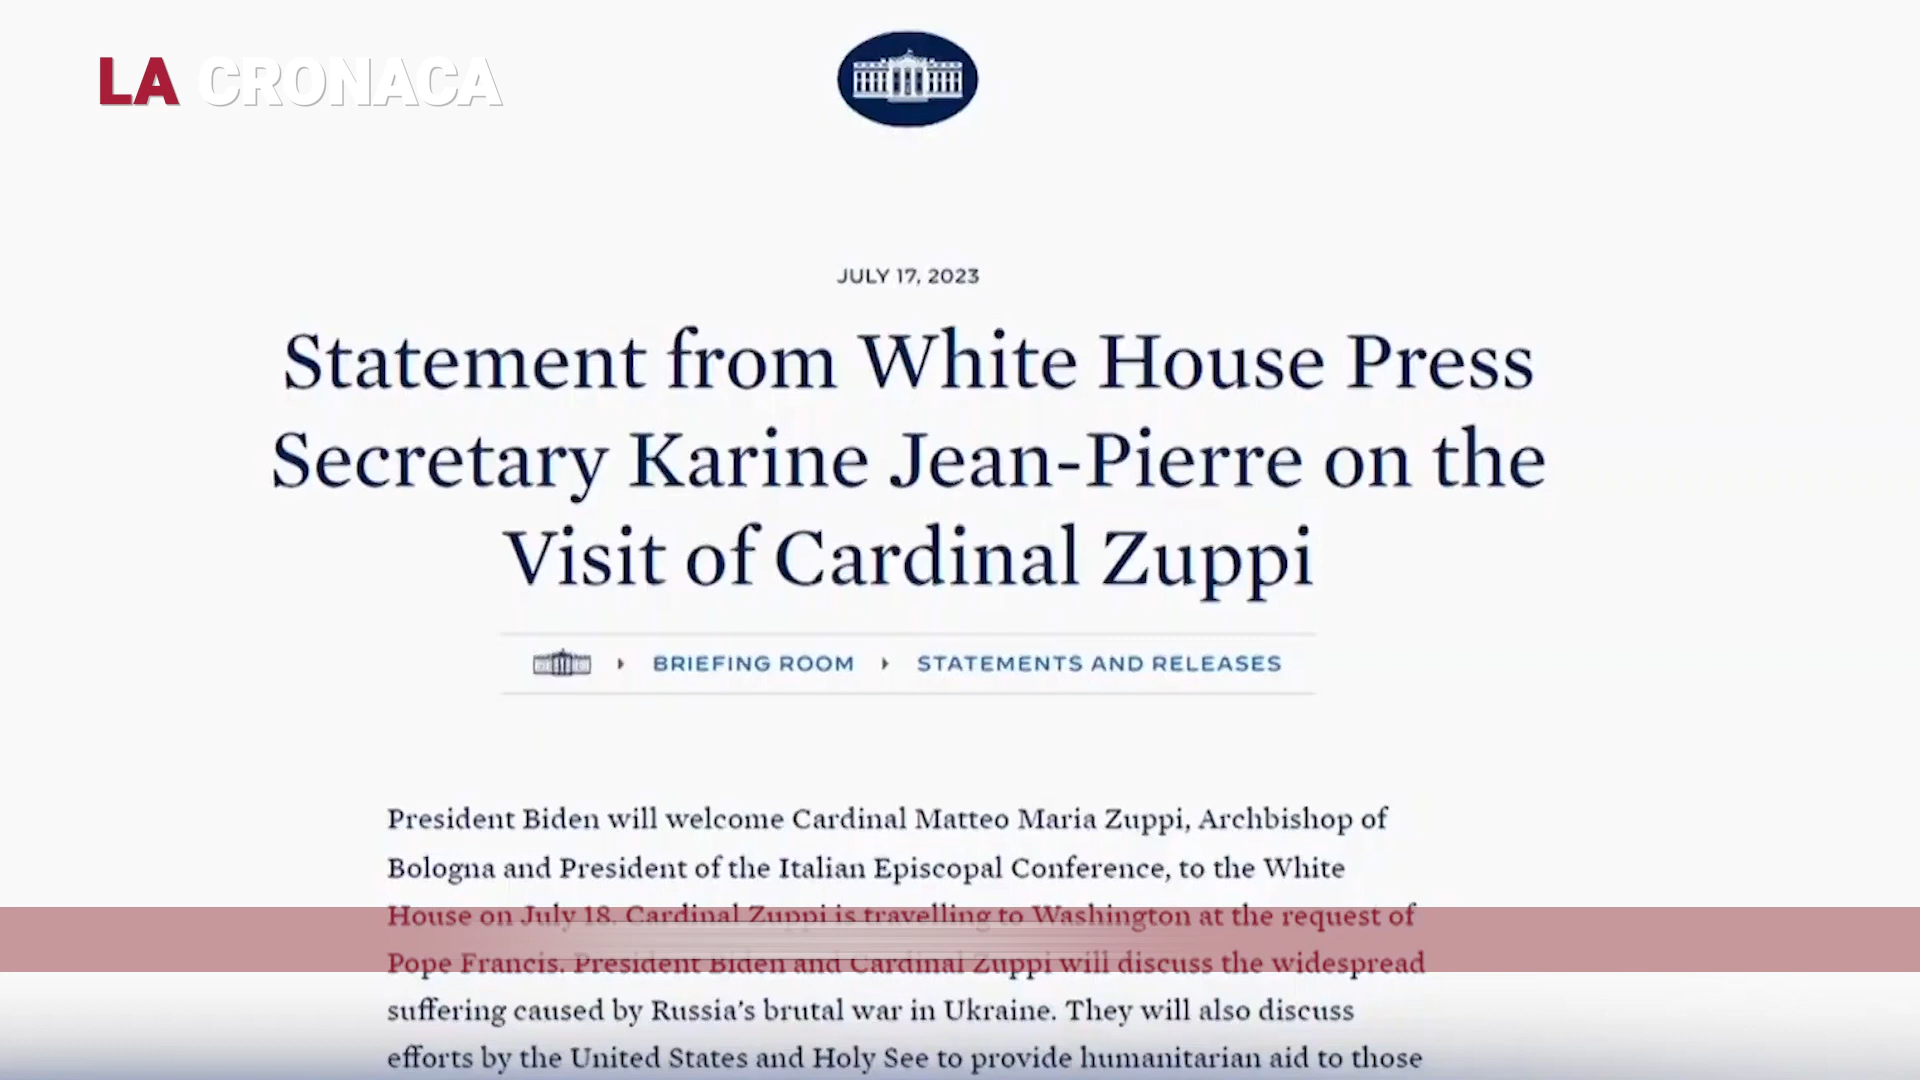 LA CRONACA
JULY 17, 2023
Statement from White House Press
Secretary Karine Jean-Pierre on the
Visit of Cardinal Zuppi
BRIEFING ROOM
STATEMENTS AND RELEASES
President Biden will welcome Cardinal Matteo Maria Zuppi, Archbishop of
Bologna and President of the Italian Episcopal Conference, to the White
House on July 18. Cardinal Zuppi is travelling to Washington at the request of
Pope Francis. President Biden and Cardinal Zuppi will discuss the widespread
suffering caused by Russia’s brutal war in Ukraine. They will also discuss
efforts by the United States and Holy See to provide humanitarian aid to those